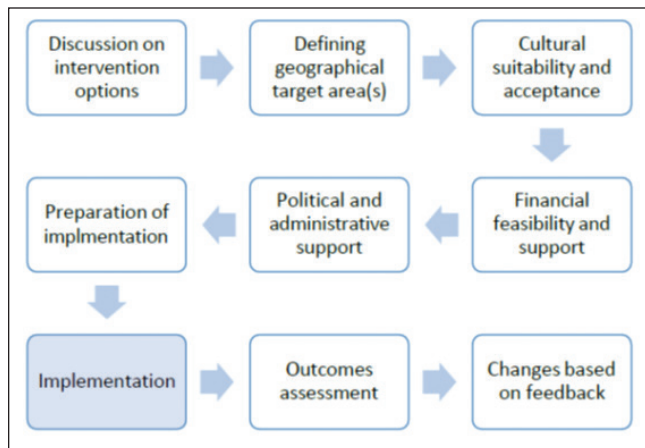 Discussion on
intervention
options
Defining
geographical
target area(s)
Cultural
suitability and
acceptance
Financial
feasibility and
support
Political and
administrative
support
Preparation of
implmentation
Implementation
Outcomes
assessment
Changes based
on feedback